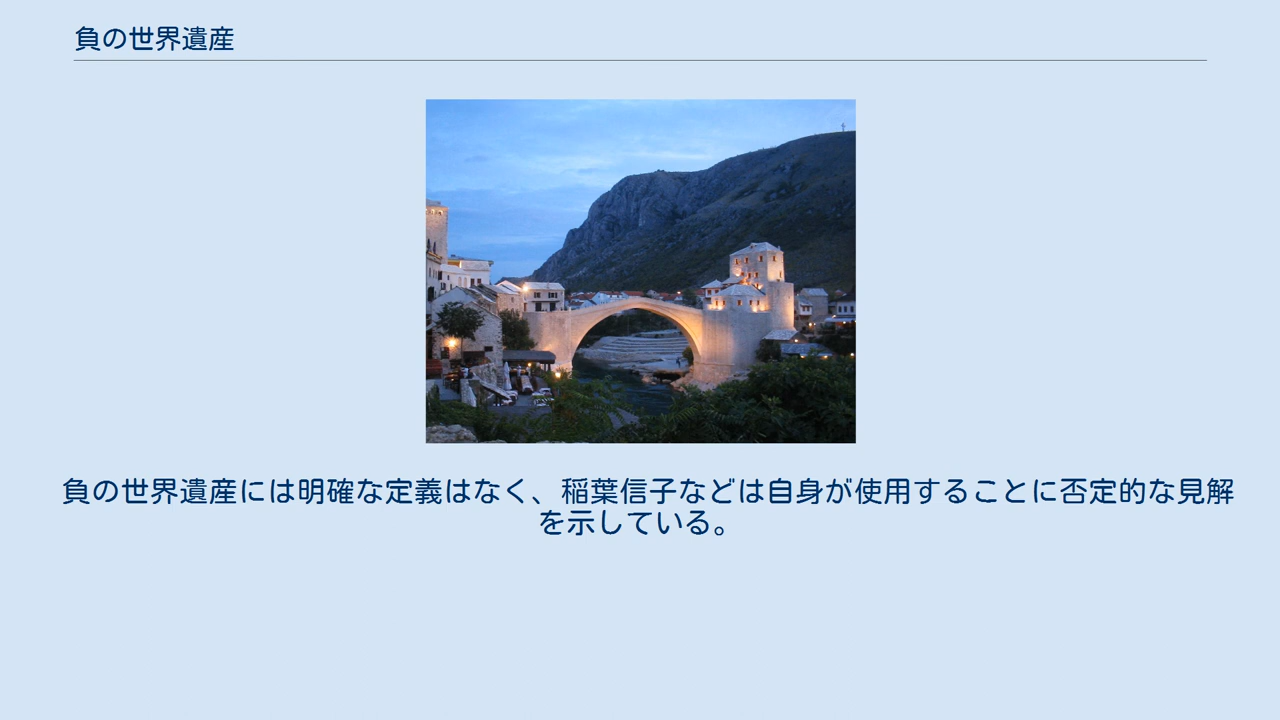 負の世界遺産
負の世界遺産には明確な定義はなく、稲葉信子などは自身が使用することに否定的な見解
を示している。